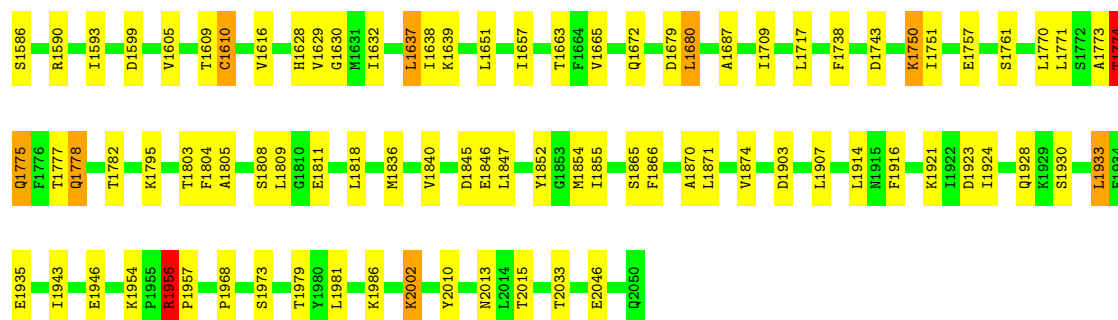 S1586 R1590 I1593 D1599 V1605 T1609 C1610 V1616 H1628 V1629 G1630 M1631 I1632 L1637 I1638 K1639 L1651 I1657 T1663 F1664 V1665 Q1672 D1679 L1680 A1687 I1709 L1717 F1738 D1743 K1750 I1751 E1757 S1761 L1770 L1771 S1772 A1773 T1774
Q1775 F1776 T1777 Q1778 T1782 K1795 T1803 F1804 A1805 S1808 L1809 G1810 E1811 L1818 M1836 V1840 D1845 E1846 L1847 Y1852 G1853 M1854 I1855 S1865 F1866 A1870 L1871 V1874 D1903 L1907 L1914 N1915 F1916 K1921 I1922 D1923 I1924 Q1928 K1929 S1930 L1933 E1934
E1935 I1943 E1946 K1954 P1955 R1956 P1957 P1968 S1973 T1979 Y1980 L1981 K1986 K2002 Y2010 N2013 L2014 T2015 T2033 E2046 Q2050